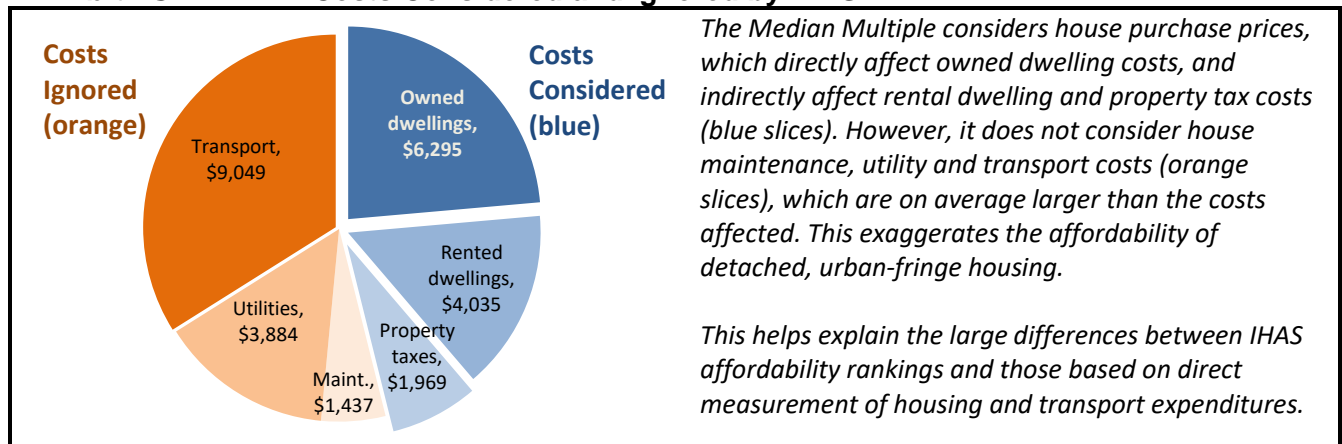 Costs
Ignored
(orange)
Costs
Considered
(blue)
Owned
dwellings,
$6,295
Rented
dwellings,
$4,035
Property
taxes,
$1,969
Maint.,
$1,437
Utilities,
$3,884
Transport,
$9,049
The Median Multiple considers house purchase prices,
which directly affect owned dwelling costs, and
indirectly affect rental dwelling and property tax costs
(blue slices). However, it does not consider house
maintenance, utility and transport costs (orange
slices), which are on average larger than the costs
affected. This exaggerates the affordability of
detached, urban-fringe housing.
This helps explain the large differences between IHAS
affordability rankings and those based on direct
measurement of housing and transport expenditures.